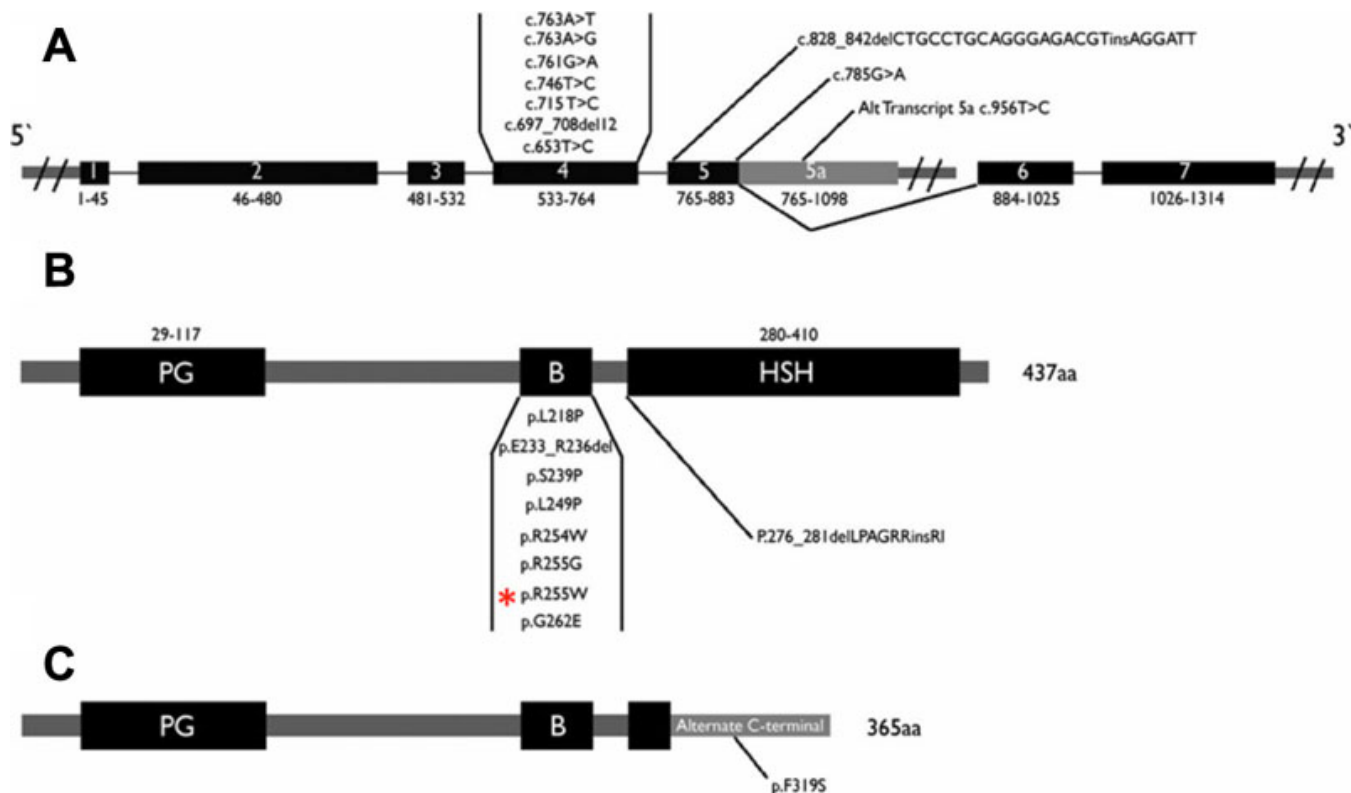 A
c.763A>T
c.763A>G
c.761G>A
c.746T>C
c.715T>C
c.697_708del12
c.653T>C
c.828_842delCTGCCTGCAGGGAGACGTinsAGGATT
c.785G>A
Alt Transcript 5a c.956T>C
5` 3`
1 2 3 4 5 5a 6 7
1-45 46-480 481-532 533-764 765-883 765-1098 884-1025 1026-1314
B
29-117 280-410
PG B HSH 437aa
p.L218P
p.E233_R236del
p.S239P
p.L249P
p.R254W
p.R255G
* p.R255W
p.G262E
P.276_281delLPAGRRinsRI
C
PG B Alternate C-terminal 365aa
p.F319S